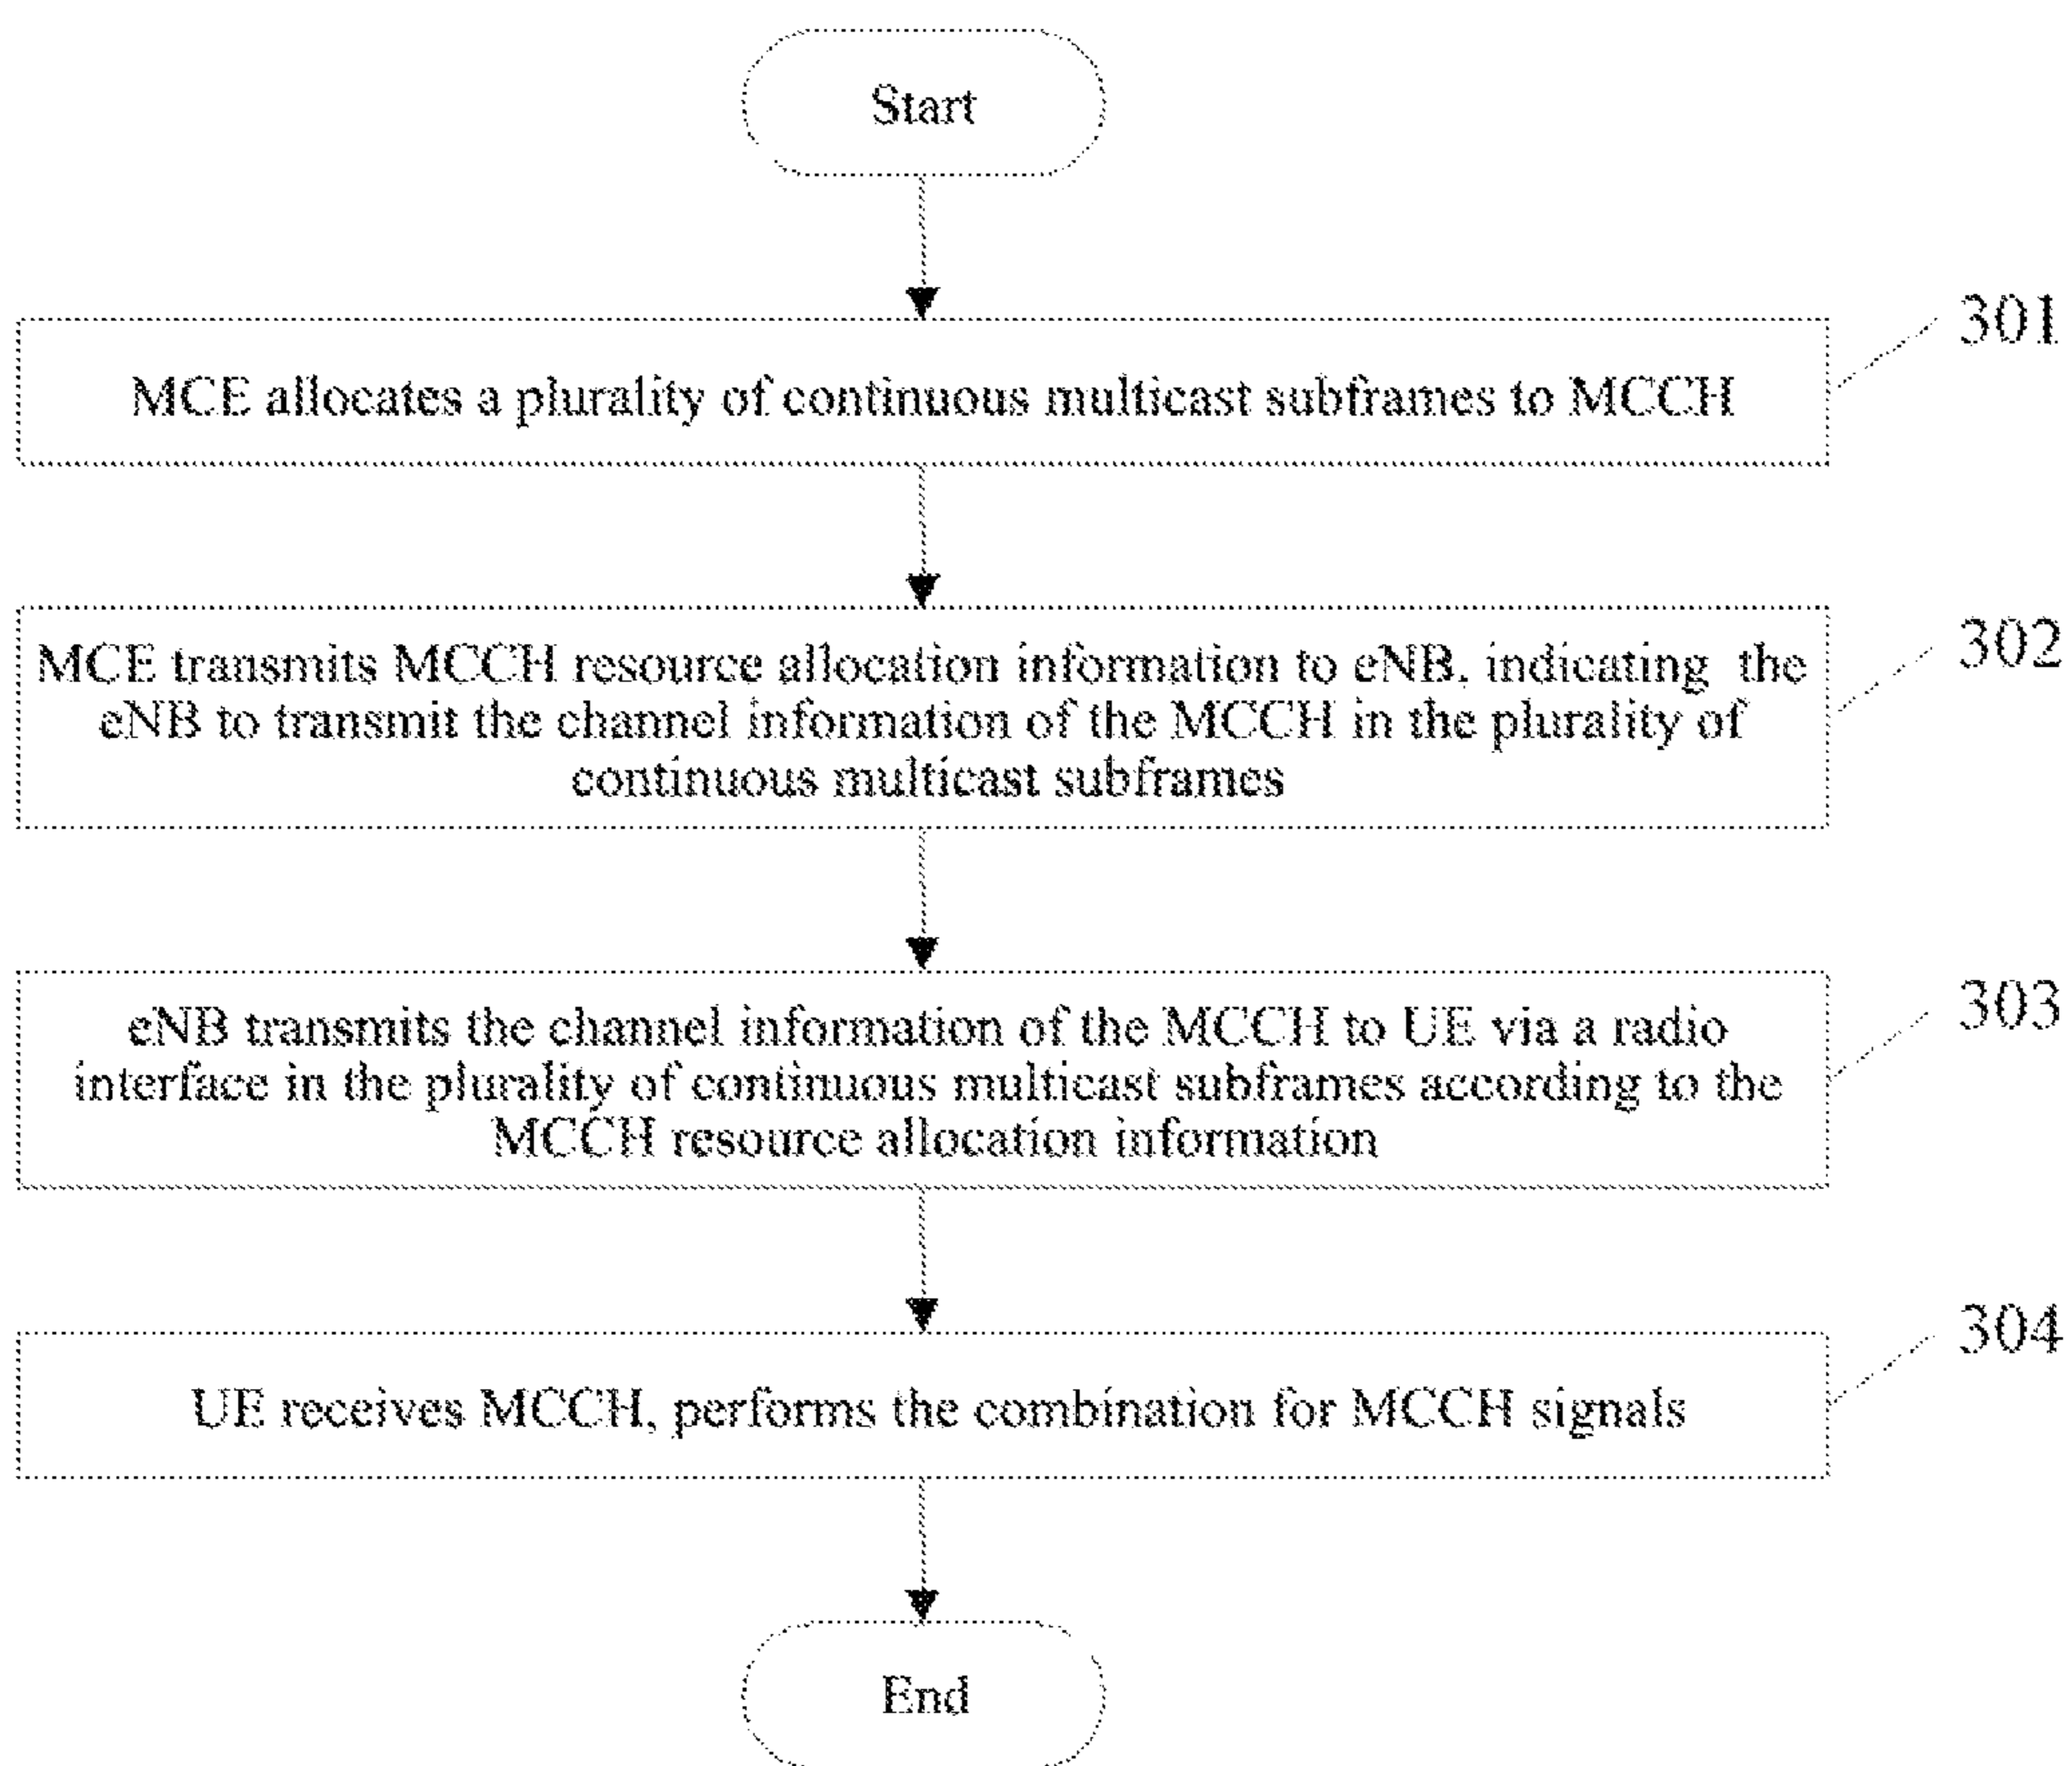 Start
301
MCE allocates a plurality of continuous multicast subframes to MCCH
302
MCE transmits MCCH resource allocation information to eNB, indicating the
eNB to transmit the channel information of the MCCH in the plurality of
continuous multicast subframes
303
eNB transmits the channel information of the MCCH to UE via a radio
interface in the plurality of continuous multicast subframes according to the
MCCH resource allocation information
304
UE receives MCCH, performs the combination for MCCH signals
End